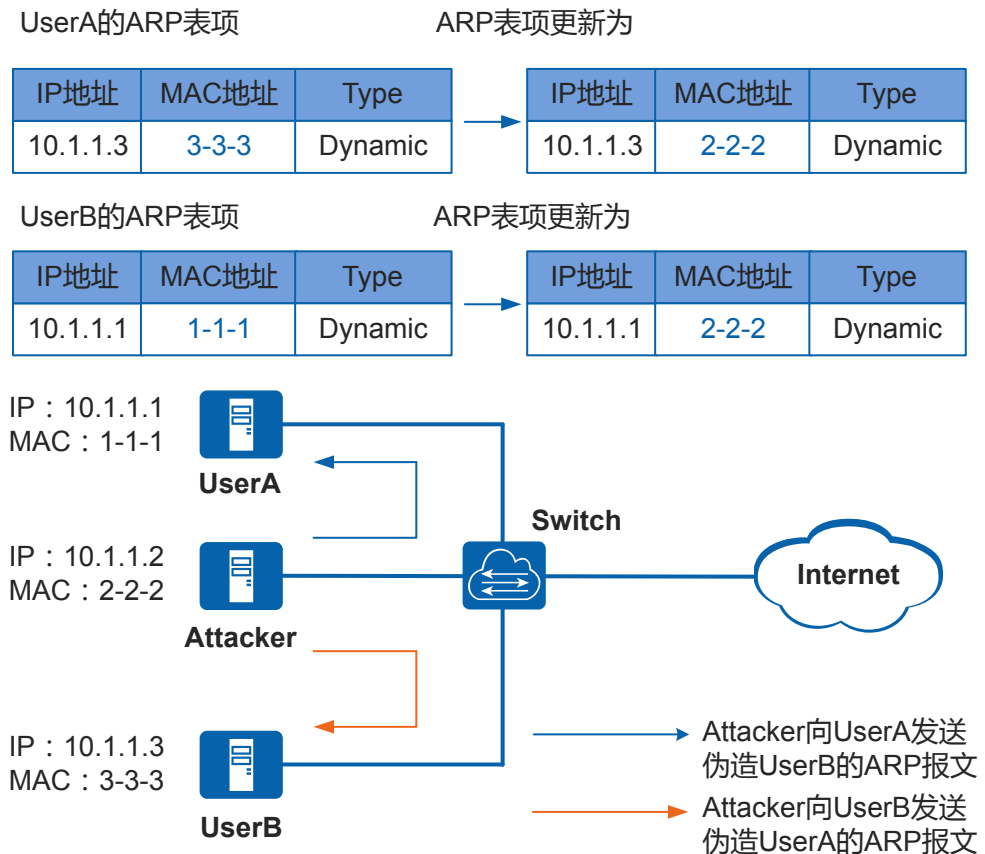 UserA的ARP表项 ARP表项更新为
IP地址 MAC地址 Type IP地址 MAC地址 Type
10.1.1.3 3-3-3 Dynamic 10.1.1.3 2-2-2 Dynamic
UserB的ARP表项 ARP表项更新为
IP地址 MAC地址 Type IP地址 MAC地址 Type
10.1.1.1 1-1-1 Dynamic 10.1.1.1 2-2-2 Dynamic
IP：10.1.1.1
MAC：1-1-1
UserA
Switch
IP：10.1.1.2
MAC：2-2-2
Internet
Attacker
IP：10.1.1.3
MAC：3-3-3
UserB
Attacker向UserA发送
伪造UserB的ARP报文
Attacker向UserB发送
伪造UserA的ARP报文